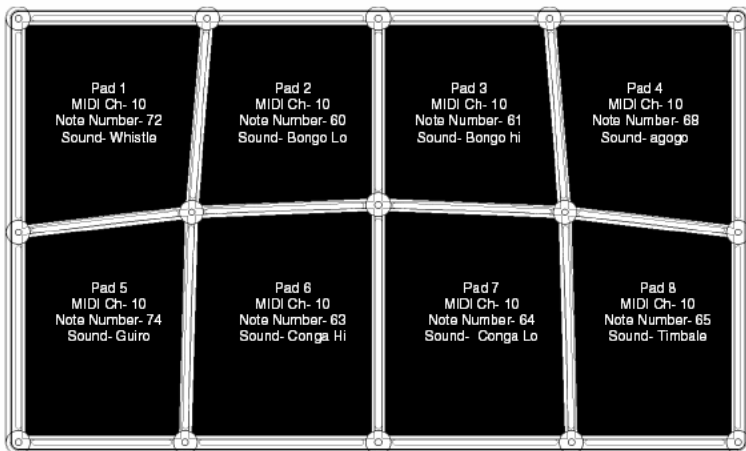 Pad 1
MIDI Ch- 10
Note Number- 72
Sound- Whistle
Pad 2
MIDI Ch- 10
Note Number- 60
Sound- Bongo Lo
Pad 3
MIDI Ch- 10
Note Number- 61
Sound- Bongo hi
Pad 4
MIDI Ch- 10
Note Number- 68
Sound- agogo
Pad 5
MIDI Ch- 10
Note Number- 74
Sound- Guiro
Pad 6
MIDI Ch- 10
Note Number- 63
Sound- Conga Hi
Pad 7
MIDI Ch- 10
Note Number- 64
Sound- Conga Lo
Pad 8
MIDI Ch- 10
Note Number- 65
Sound- Timbale